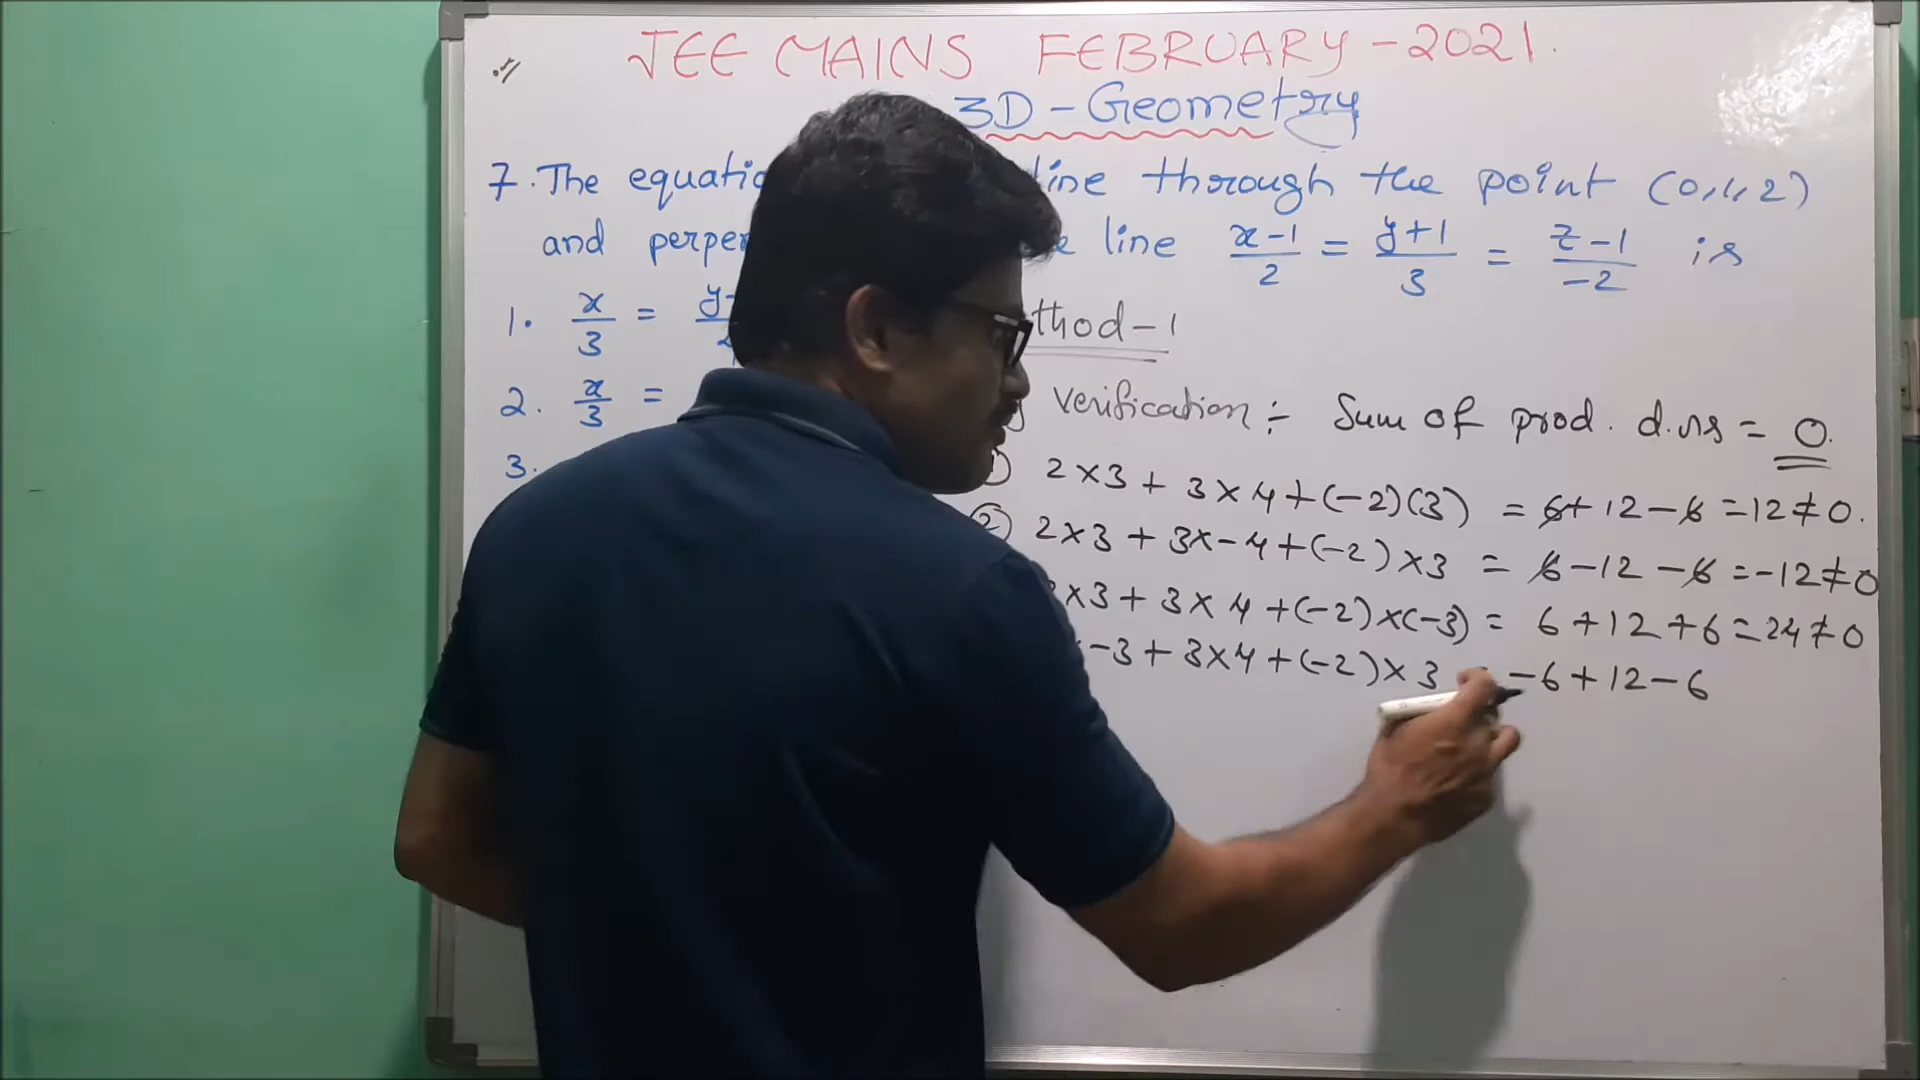 JEE MAINS FEBRUARY-2021.
3D-Geometry
7. The line through the point (0,1,2)
and line x-1/2 = y+1/3 = z-1/-2 is
1. x/3 =
Method-1
2. x/3 =
verification :- Sum of prod. d.rs = 0.
3.
1) 2×3 + 3×4+(-2)(3) = 6+12-6 = 12≠0.
② 2×3 + 3×-4+(-2)×3 = 6-12-6 = -12≠0
×3 + 3×4 +(-2)×(-3) = 6+12+6 = 24≠0
-3 + 3×4 +(-2)×3 -6+12-6